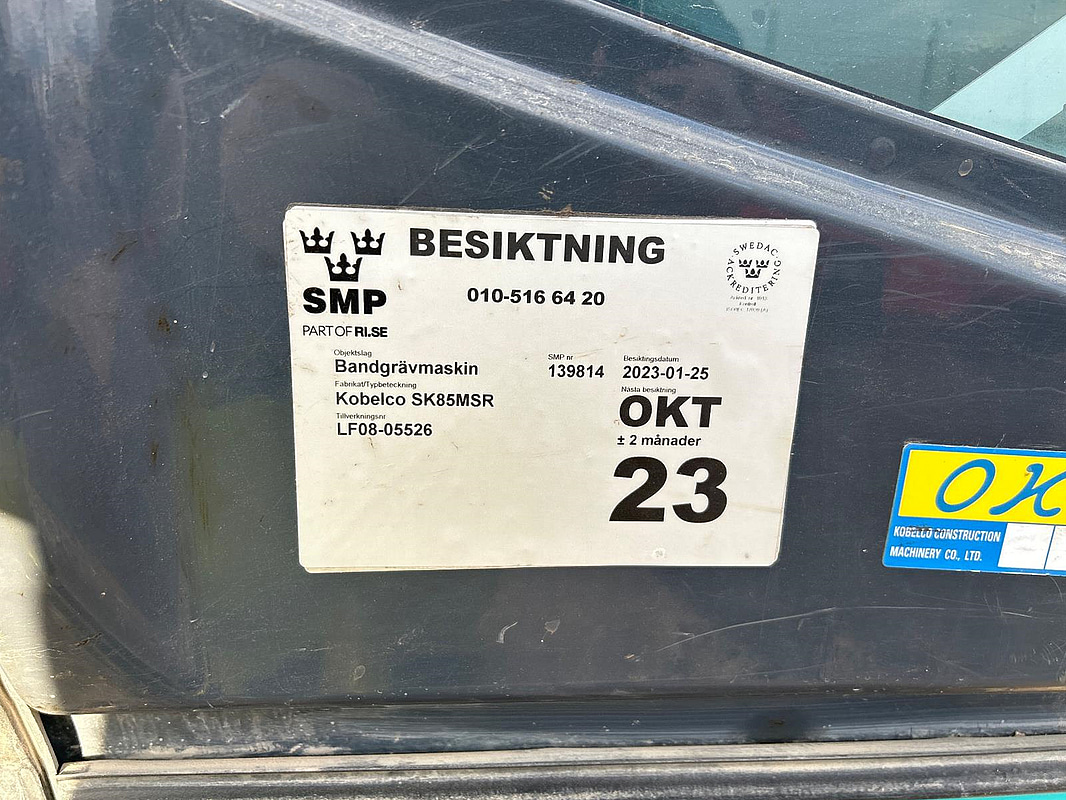 BESIKTNING
SMP
PART OF RI.SE
010-516 64 20
SWEDAC
ACKREDITERING
Objektslag
Bandgrävmaskin
Fabrikat/Typbeteckning
Kobelco SK85MSR
Tillverkningsnr
LF08-05526
SMP nr
139814
Besiktningsdatum
2023-01-25
Nästa besiktning
OKT
± 2 månader
23
OK
KOBELCO CONSTRUCTION
MACHINERY CO., LTD.